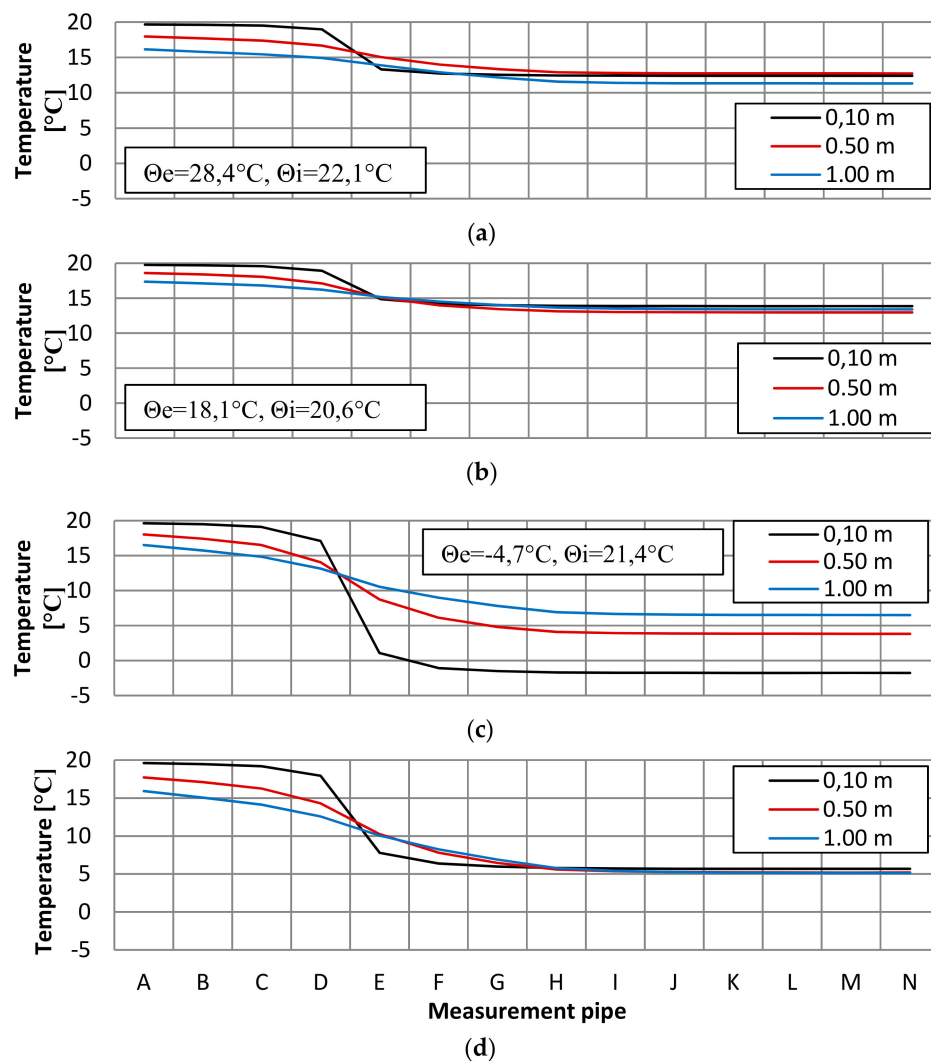 (a)
20
15
10
5
0
-5
Temperature
[°C]
Θe=28,4°C, Θi=22,1°C
0,10 m
0.50 m
1.00 m
(a)
20
15
10
5
0
-5
Temperature
[°C]
Θe=18,1°C, Θi=20,6°C
0,10 m
0.50 m
1.00 m
(b)
20
15
10
5
0
-5
Temperature
[°C]
Θe=-4,7°C, Θi=21,4°C
0,10 m
0.50 m
1.00 m
(c)
20
15
10
5
0
-5
Temperature [°C]
0,10 m
0.50 m
1.00 m
A B C D E F G H I J K L M N
Measurement pipe
(d)